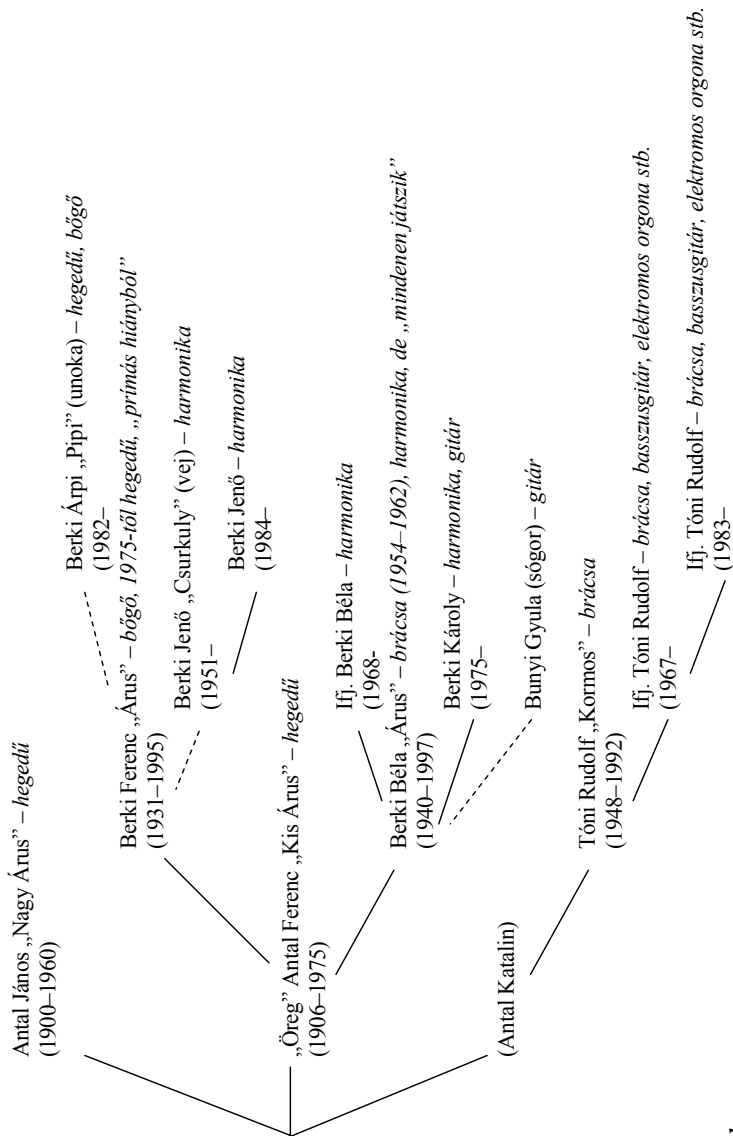 Antal János „Nagy Árus” – hegedű
(1900–1960)
Berki Árpi „Pipi” (unoka) – hegedű, bőgő
(1982–
Berki Ferenc „Árus” – bőgő, 1975-től hegedű, „prímás hiányból”
(1931–1995)
Berki Jenő „Csurkuly” (vej) – harmonika
(1951–
Berki Jenő – harmonika
(1984–
„Öreg” Antal Ferenc „Kis Árus” – hegedű
(1906–1975)
Ifj. Berki Béla – harmonika
(1968-
Berki Béla „Árus” – brácsa (1954–1962), harmonika, de „mindenen játszik”
(1940–1997)
Berki Károly – harmonika, gitár
(1975–
Bunyi Gyula (sógor) – gitár
(Antal Katalin)
Tóni Rudolf „Kormos” – brácsa
(1948–1992)
Ifj. Tóni Rudolf – brácsa, basszusgitár, elektromos orgona stb.
(1967–
Ifj. Tóni Rudolf – brácsa, basszusgitár, elektromos orgona stb.
(1983–